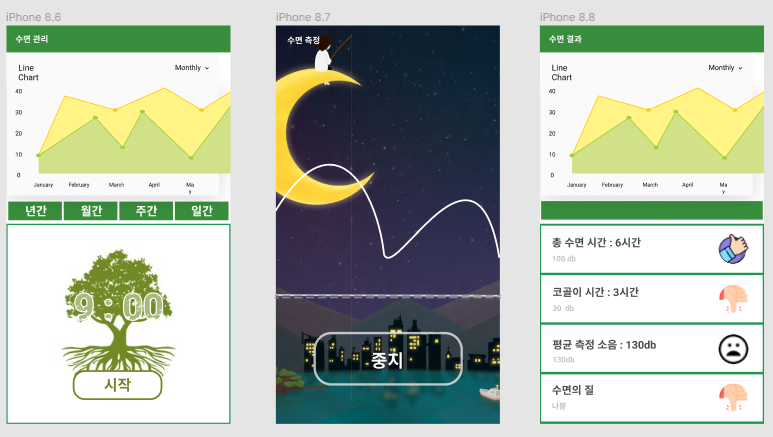 iPhone 8.6
수면 관리
Line
Chart
Monthly
40
30
20
10
0
January February March April Ma
y
년간 월간 주간 일간
9 : 00
시작
iPhone 8.7
수면 측정
중지
iPhone 8.8
수면 결과
Line
Chart
Monthly
40
30
20
10
0
January February March April Ma
y
총 수면 시간 : 6시간
100 db
코골이 시간 : 3시간
30 db
평균 측정 소음 : 130db
130db
수면의 질
나쁨